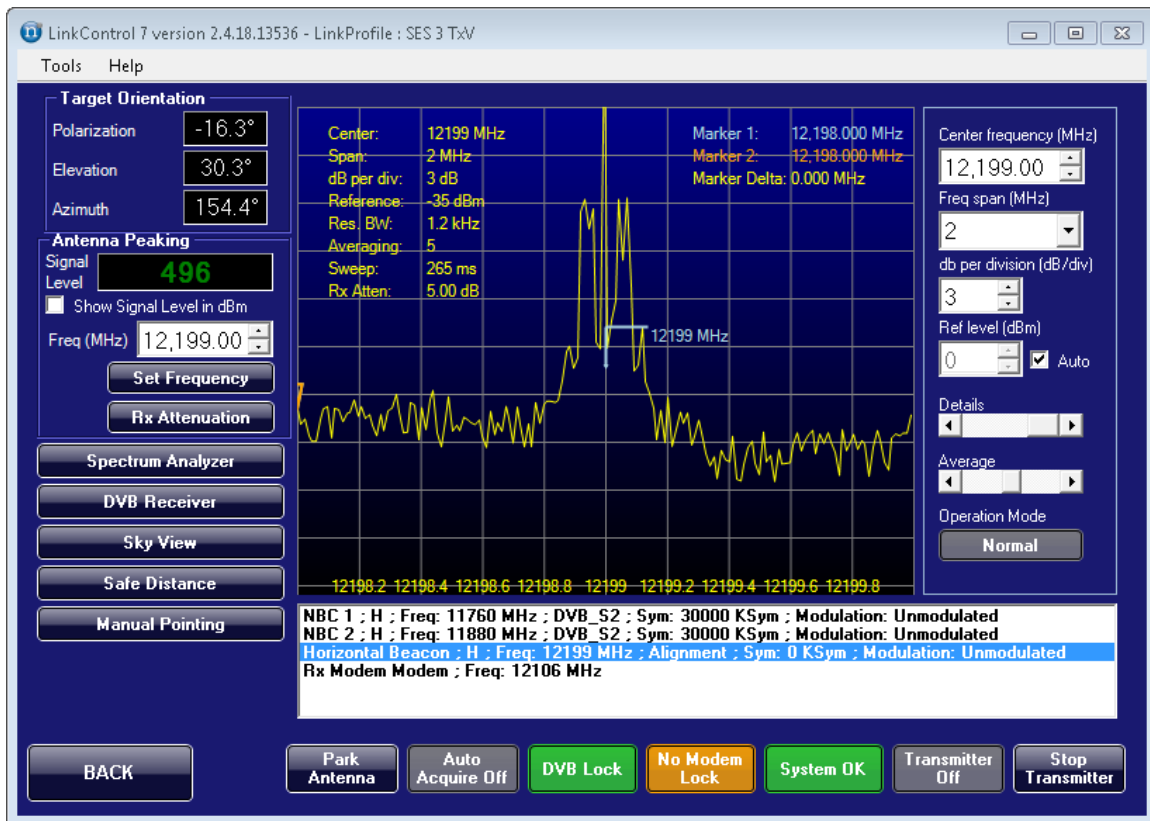 LinkControl 7 version 2.4.18.13536 - LinkProfile : SES 3 TxV
Tools Help
Target Orientation
Polarization -16.3°
Elevation 30.3°
Azimuth 154.4°
Antenna Peaking
Signal Level 496
Show Signal Level in dBm
Freq (MHz) 12,199.00
Set Frequency
Rx Attenuation
Spectrum Analyzer
DVB Receiver
Sky View
Safe Distance
Manual Pointing
Center: 12199 MHz
Span: 2 MHz
dB per div: 3 dB
Reference: -35 dBm
Res. BW: 1.2 kHz
Averaging: 5
Sweep: 265 ms
Rx Atten: 5.00 dB
Marker 1: 12,198.000 MHz
Marker 2: 12,198.000 MHz
Marker Delta: 0.000 MHz
12199 MHz
12198.2 12198.4 12198.6 12198.8 12199 12199.2 12199.4 12199.6 12199.8
Center frequency (MHz)
12,199.00
Freq span (MHz)
2
db per division (dB/div)
3
Ref level (dBm)
0 Auto
Details
Average
Operation Mode
Normal
NBC 1 ; H ; Freq: 11760 MHz ; DVB_S2 ; Sym: 30000 KSym ; Modulation: Unmodulated
NBC 2 ; H ; Freq: 11880 MHz ; DVB_S2 ; Sym: 30000 KSym ; Modulation: Unmodulated
Horizontal Beacon ; H ; Freq: 12199 MHz ; Alignment ; Sym: 0 KSym ; Modulation: Unmodulated
Rx Modem Modem ; Freq: 12106 MHz
BACK
Park Antenna
Auto Acquire Off
DVB Lock
No Modem Lock
System OK
Transmitter Off
Stop Transmitter